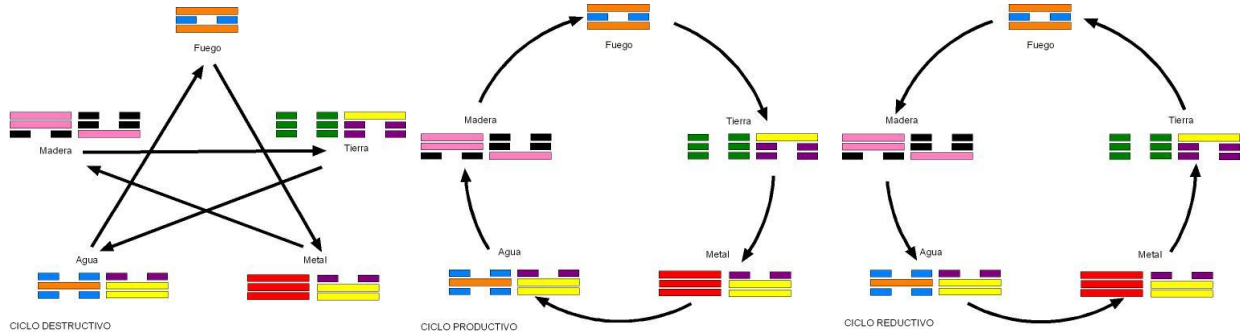 Fuego
Madera
Tierra
Agua
Metal
CICLO DESTRUCTIVO
Fuego
Madera
Tierra
Agua
Metal
CICLO PRODUCTIVO
Fuego
Madera
Tierra
Agua
Metal
CICLO REDUCTIVO